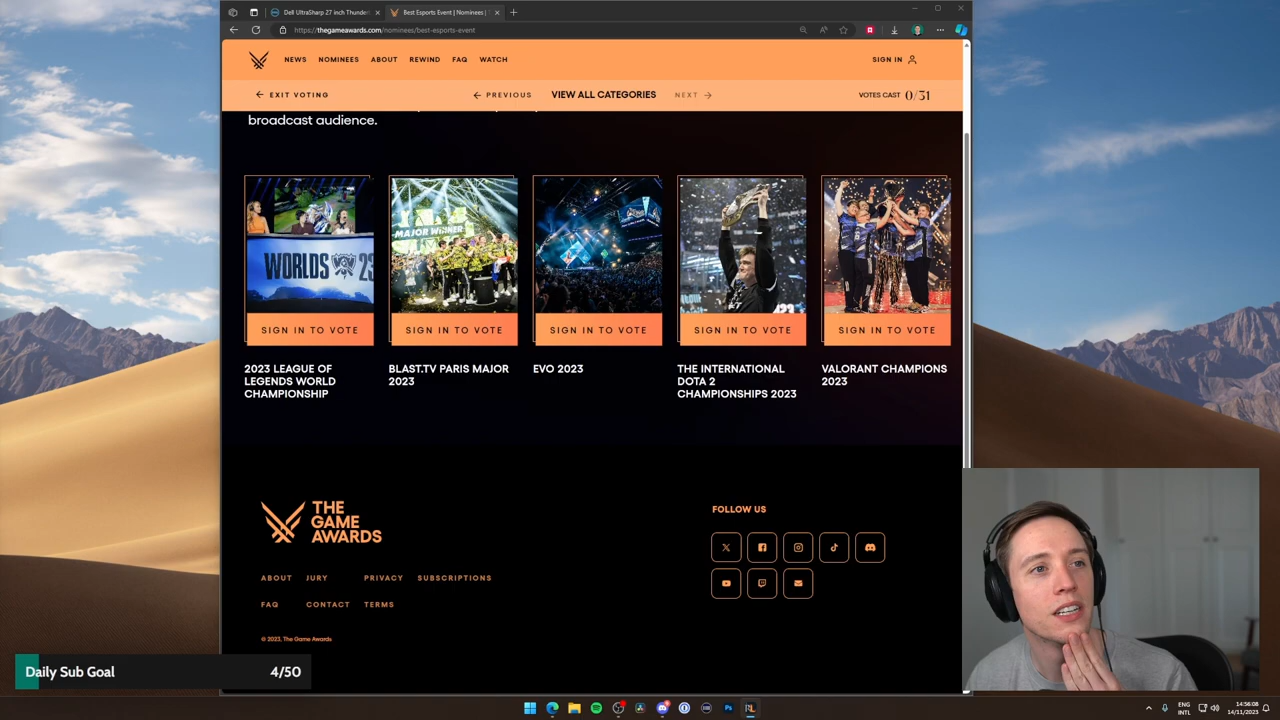 Dell UltraSharp 27 inch Thunder
Best Esports Event | Nominees |
https://thegameawards.com/nominees/best-esports-event
NEWS NOMINEES ABOUT REWIND FAQ WATCH
SIGN IN
EXIT VOTING
PREVIOUS
VIEW ALL CATEGORIES
NEXT
VOTES CAST 0/31
broadcast audience.
WORLDS 23
MAJOR WINNER
SIGN IN TO VOTE
SIGN IN TO VOTE
SIGN IN TO VOTE
SIGN IN TO VOTE
SIGN IN TO VOTE
2023 LEAGUE OF
LEGENDS WORLD
CHAMPIONSHIP
BLAST.TV PARIS MAJOR
2023
EVO 2023
THE INTERNATIONAL
DOTA 2
CHAMPIONSHIPS 2023
VALORANT CHAMPIONS
2023
THE
GAME
AWARDS
FOLLOW US
ABOUT JURY PRIVACY SUBSCRIPTIONS
FAQ CONTACT TERMS
© 2023, The Game Awards
Daily Sub Goal 4/50
ENG
INTL
14:56:08
14/11/2023